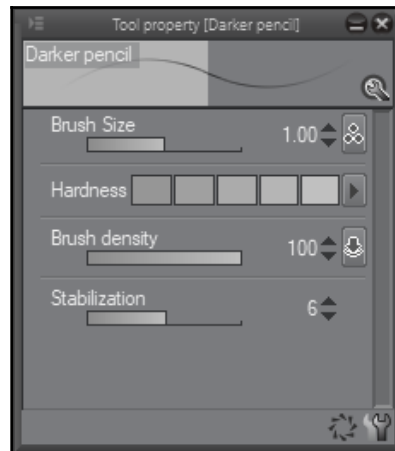 Tool property [Darker pencil]
Darker pencil
Brush Size 1.00
Hardness
Brush density 100
Stabilization 6